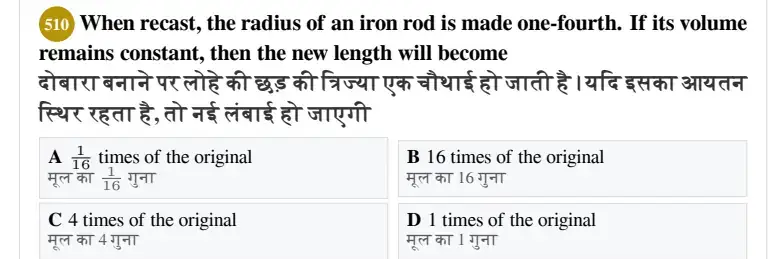 510 When recast, the radius of an iron rod is made one-fourth. If its volume
remains constant, then the new length will become
दोबारा बनाने पर लोहे की छड़ की त्रिज्या एक चौथाई हो जाती है। यदि इसका आयतन
स्थिर रहता है, तो नई लंबाई हो जाएगी
A 1/16 times of the original
मूल का 1/16 गुना
B 16 times of the original
मूल का 16 गुना
C 4 times of the original
मूल का 4 गुना
D 1 times of the original
मूल का 1 गुना